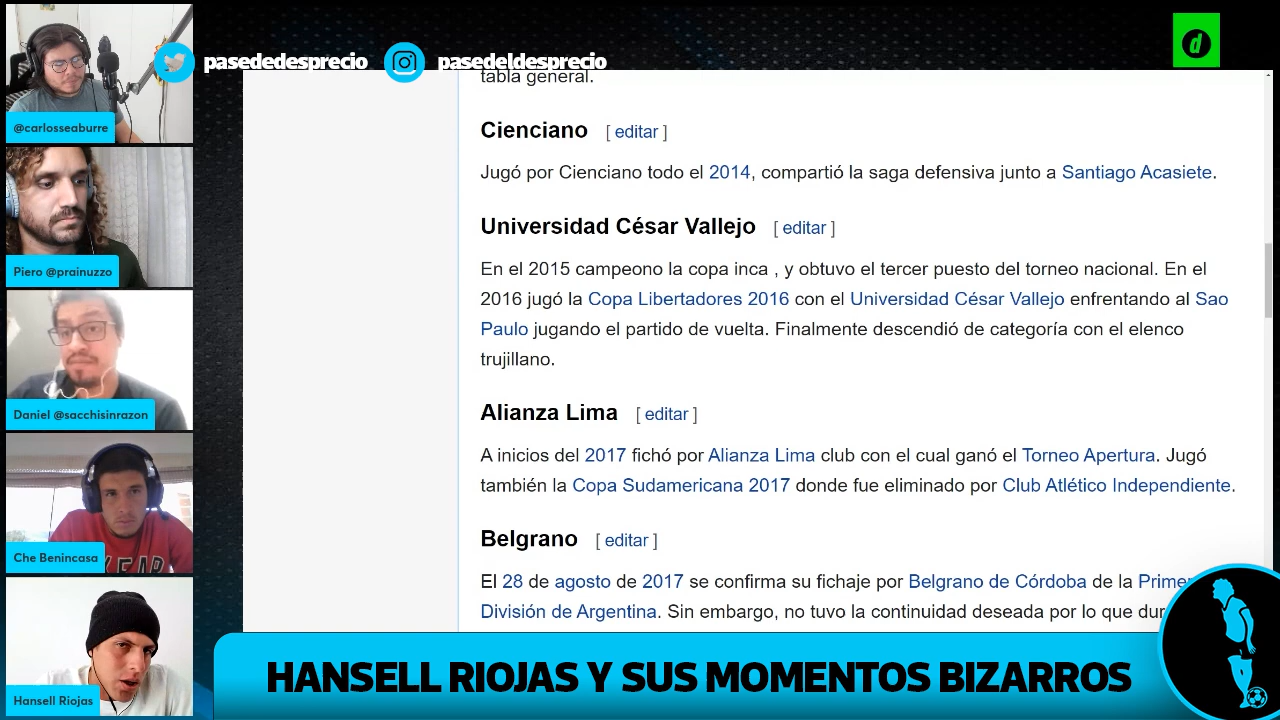 pasededesprecio
pasedeldesprecio
d
@carlosseaburre
Piero @prainuzzo
Daniel @sacchisinrazon
Che Benincasa
YEAR
Hansell Riojas
tabla general.
Cienciano [ editar ]
Jugó por Cienciano todo el 2014, compartió la saga defensiva junto a Santiago Acasiete.
Universidad César Vallejo [ editar ]
En el 2015 campeono la copa inca , y obtuvo el tercer puesto del torneo nacional. En el
2016 jugó la Copa Libertadores 2016 con el Universidad César Vallejo enfrentando al Sao
Paulo jugando el partido de vuelta. Finalmente descendió de categoría con el elenco
trujillano.
Alianza Lima [ editar ]
A inicios del 2017 fichó por Alianza Lima club con el cual ganó el Torneo Apertura. Jugó
también la Copa Sudamericana 2017 donde fue eliminado por Club Atlético Independiente.
Belgrano [ editar ]
El 28 de agosto de 2017 se confirma su fichaje por Belgrano de Córdoba de la
División de Argentina. Sin embargo, no tuvo la continuidad deseada por lo que
HANSELL RIOJAS Y SUS MOMENTOS BIZARROS